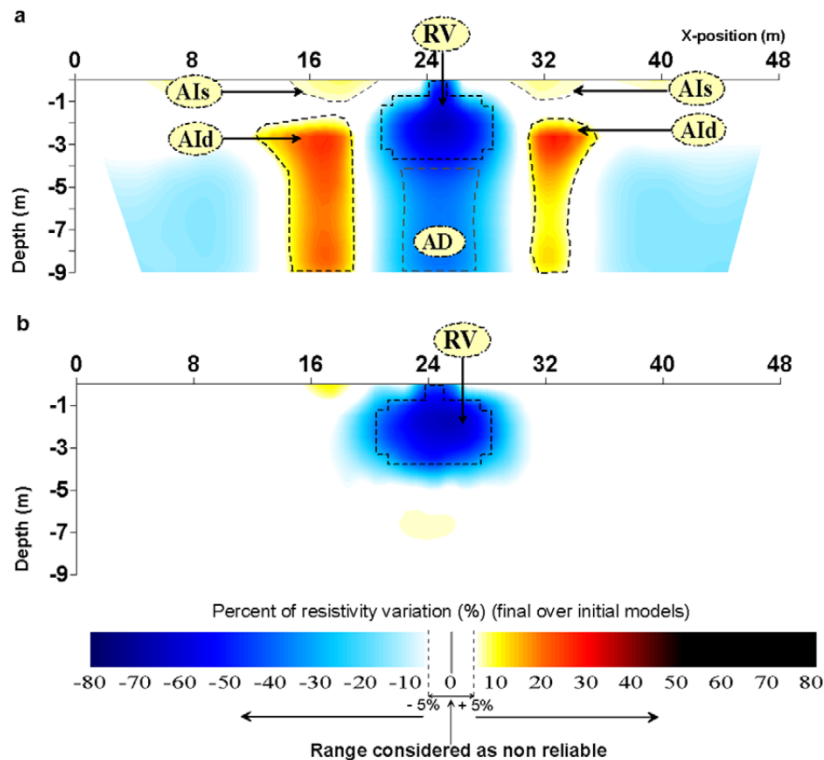 a
RV
X-position (m)
0 8 16 24 32 40 48
AIs AIs
-1
AId AId
-3
-5
-7 AD
-9
Depth (m)
b
RV
0 8 16 24 32 40 48
-1
-3
-5
-7
-9
Depth (m)
Percent of resistivity variation (%) (final over initial models)
-80 -70 -60 -50 -40 -30 -20 -10 0 10 20 30 40 50 60 70 80
- 5% + 5%
Range considered as non reliable